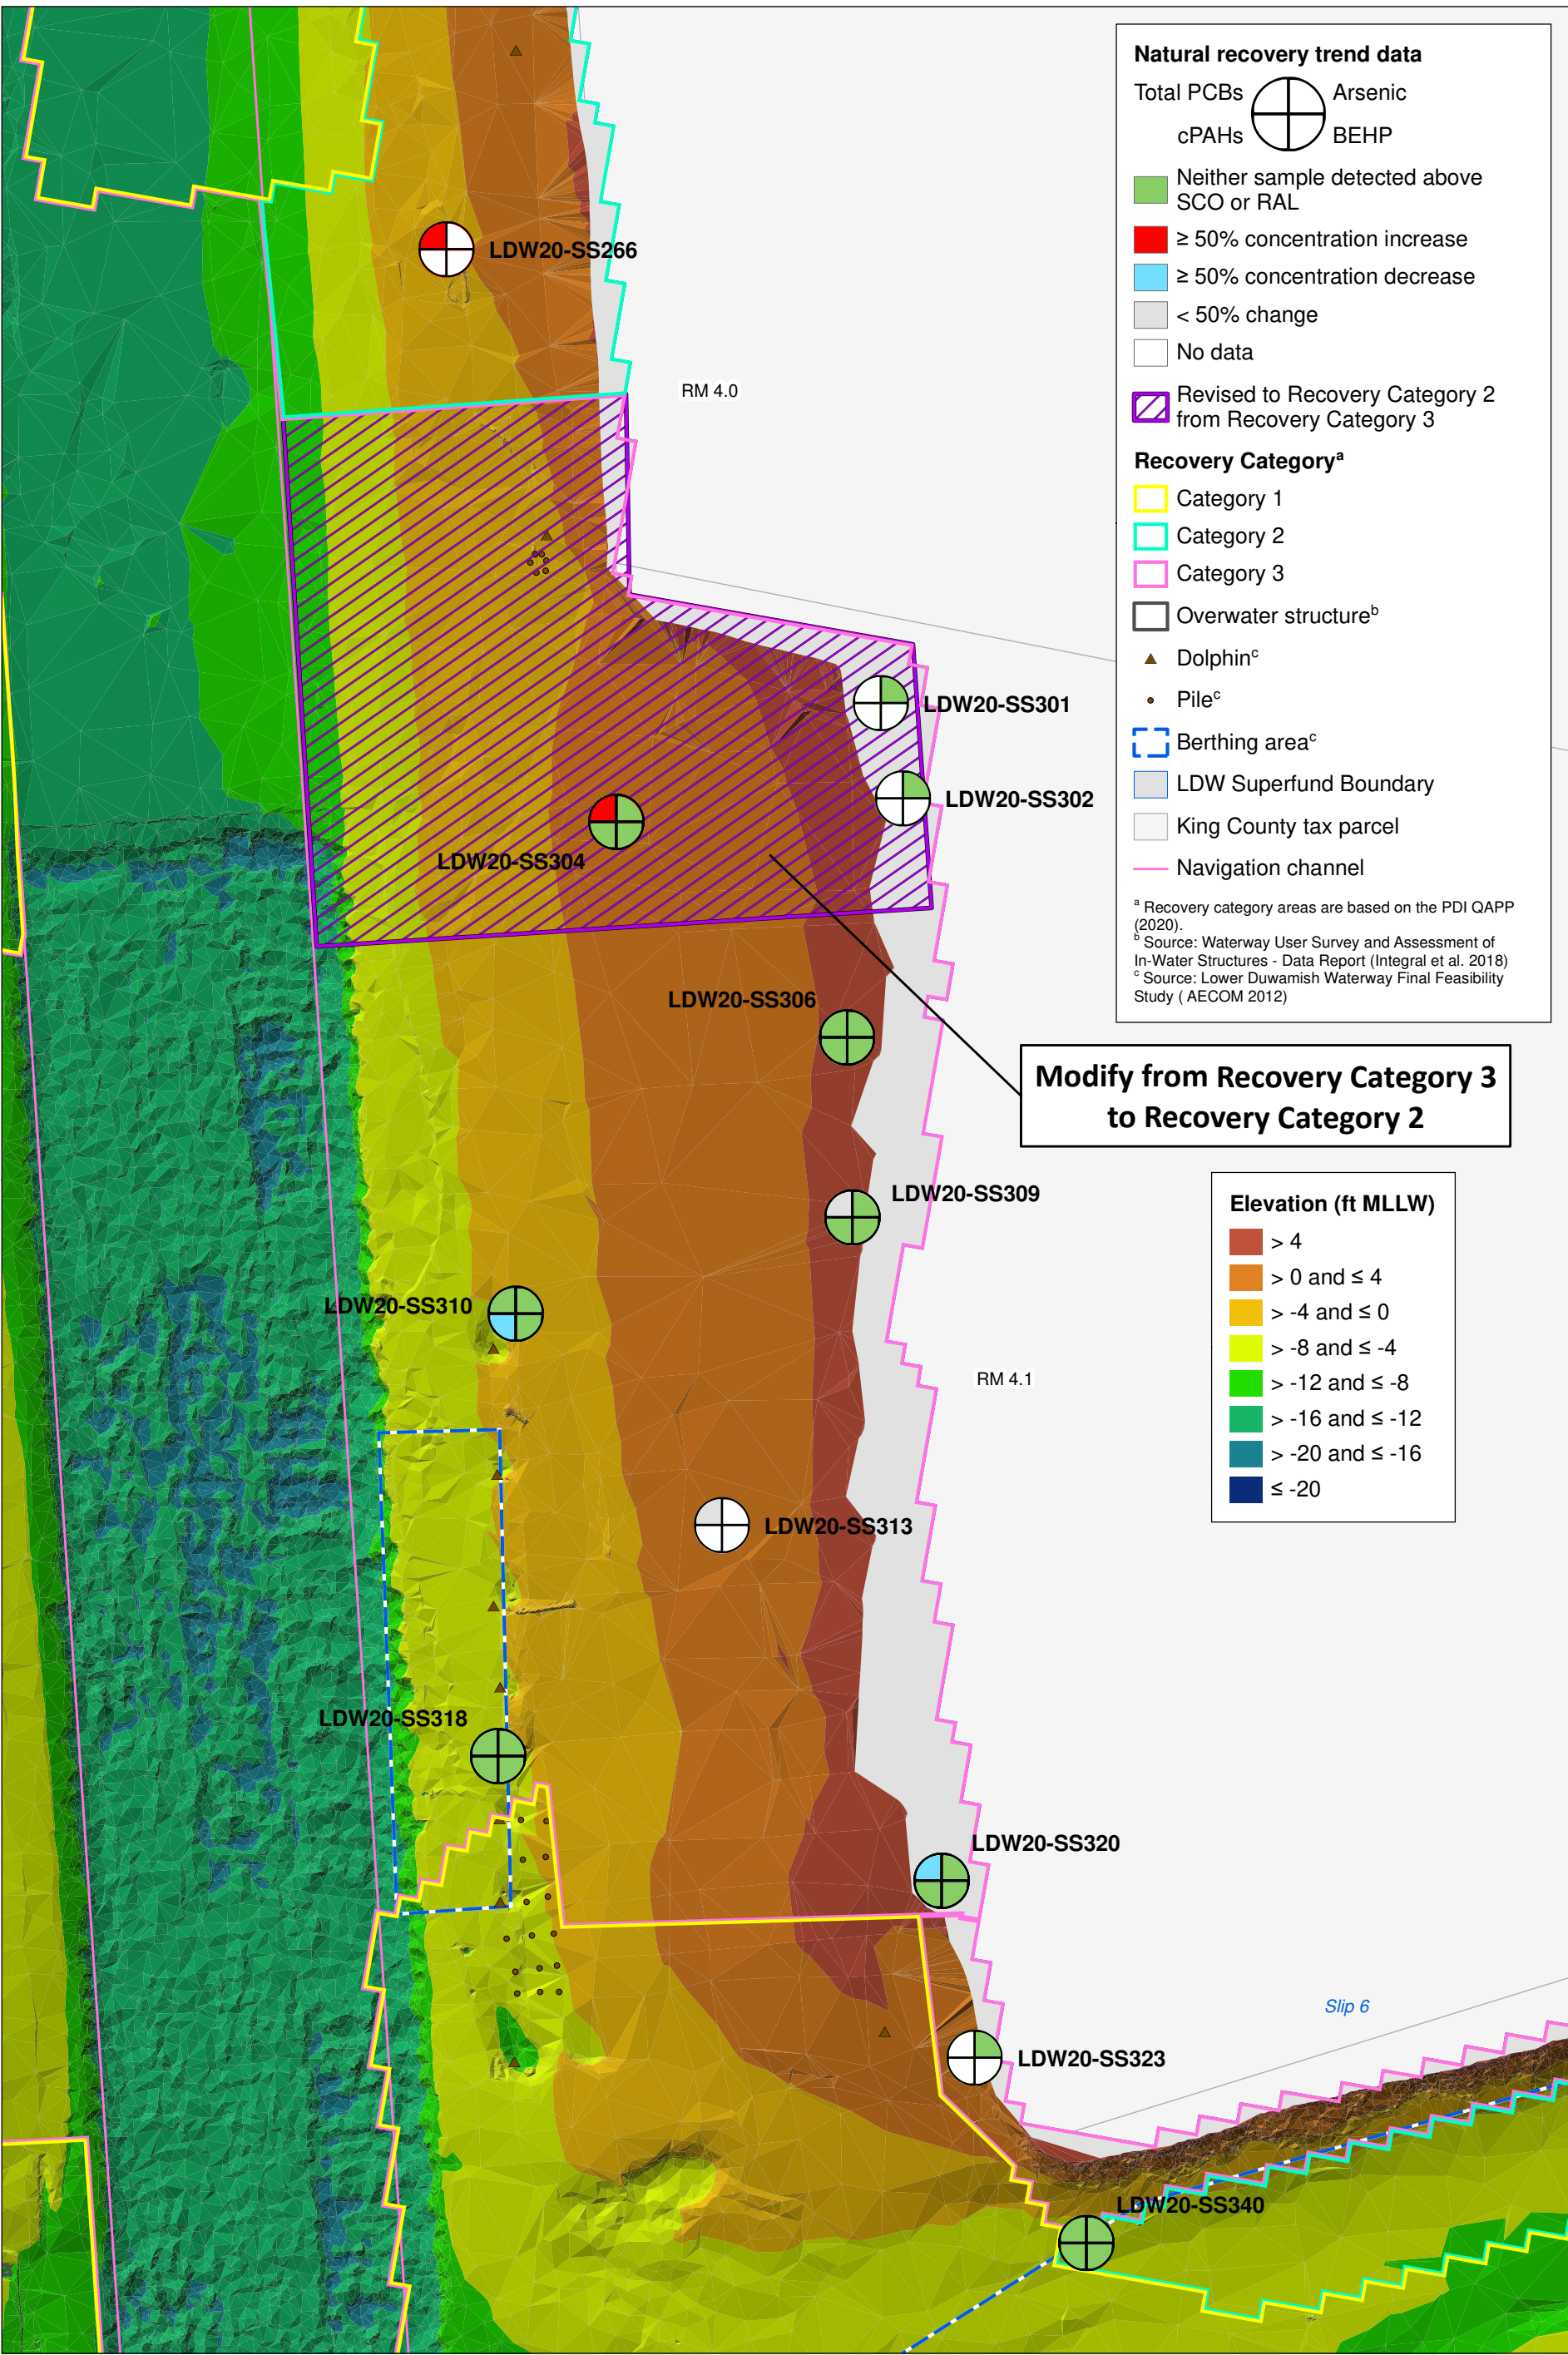 Natural recovery trend data
Total PCBs
Arsenic
cPAHs
BEHP
Neither sample detected above
SCO or RAL
≥ 50% concentration increase
≥ 50% concentration decrease
< 50% change
No data
Revised to Recovery Category 2
from Recovery Category 3
Recovery Categoryᵃ
Category 1
Category 2
Category 3
Overwater structureᵇ
Dolphinᶜ
Pileᶜ
Berthing areaᶜ
LDW Superfund Boundary
King County tax parcel
Navigation channel
ᵃ Recovery category areas are based on the PDI QAPP
(2020).
ᵇ Source: Waterway User Survey and Assessment of
In-Water Structures - Data Report (Integral et al. 2018)
ᶜ Source: Lower Duwamish Waterway Final Feasibility
Study ( AECOM 2012)
LDW20-SS266
RM 4.0
LDW20-SS301
LDW20-SS302
LDW20-SS304
LDW20-SS306
Modify from Recovery Category 3
to Recovery Category 2
LDW20-SS309
Elevation (ft MLLW)
> 4
> 0 and ≤ 4
> -4 and ≤ 0
> -8 and ≤ -4
> -12 and ≤ -8
> -16 and ≤ -12
> -20 and ≤ -16
≤ -20
LDW20-SS310
RM 4.1
LDW20-SS313
LDW20-SS318
LDW20-SS320
Slip 6
LDW20-SS323
LDW20-SS340